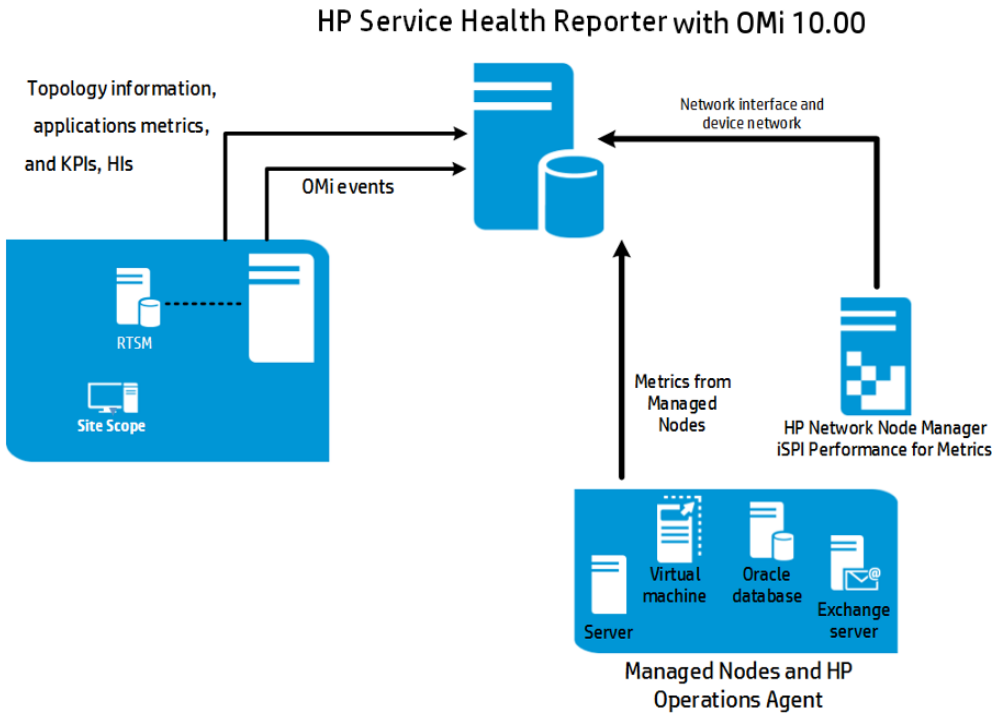 HP Service Health Reporter with OMi 10.00
Topology information,
applications metrics,
and KPIs, HIs
OMi events
Network interface and
device network
RTSM
Site Scope
Metrics from
Managed
Nodes
HP Network Node Manager
iSPI Performance for Metrics
Server
Virtual
machine
Oracle
database
Exchange
server
Managed Nodes and HP
Operations Agent